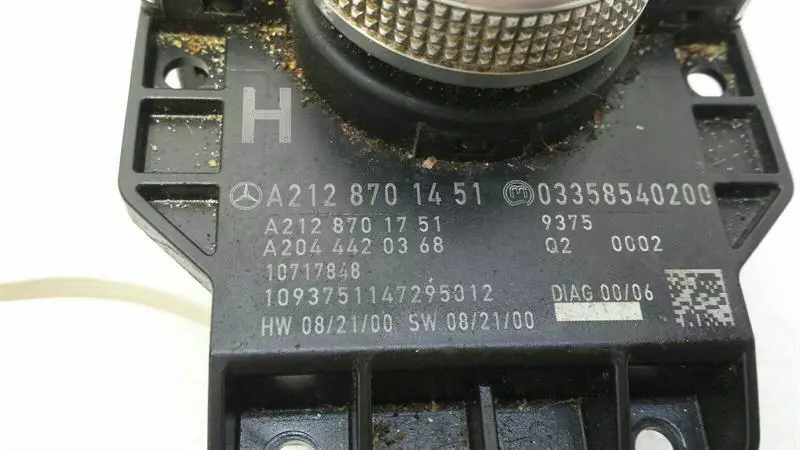 H
A212 870 14 51 m 03358540200
A212 870 17 51 9375
A204 442 03 68 Q2 0002
10717848
1093751147295012 DIAG 00/06
HW 08/21/00 SW 08/21/00